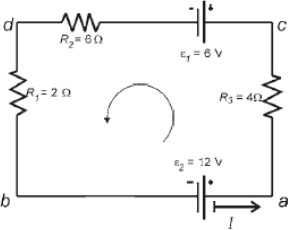 d
- +
c
R₂ = 6 Ω
ε₁ = 6 V
R₁ = 2 Ω
R₃ = 4Ω
ε₂ = 12 V
b
- +
a
I